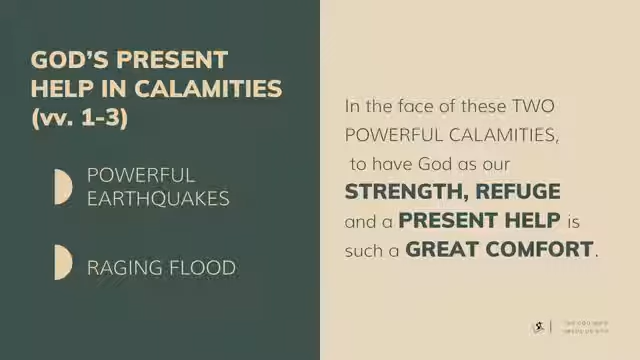 GOD’S PRESENT
HELP IN CALAMITIES
(vv. 1-3)
POWERFUL
EARTHQUAKES
RAGING FLOOD
In the face of these TWO
POWERFUL CALAMITIES,
to have God as our
STRENGTH, REFUGE
and a PRESENT HELP is
such a GREAT COMFORT.